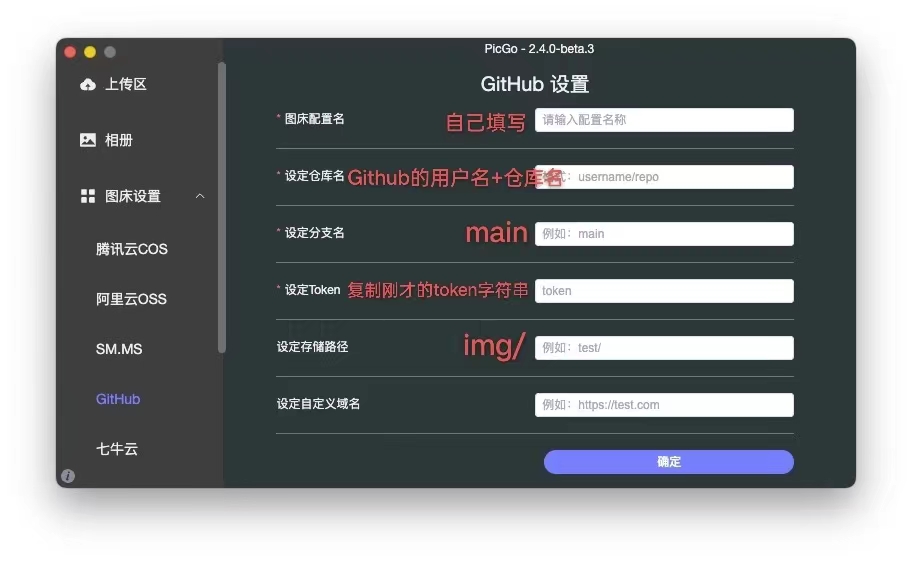 PicGo - 2.4.0-beta.3
上传区
相册
图床设置
腾讯云COS
阿里云OSS
SM.MS
GitHub
七牛云
GitHub 设置
* 图床配置名 自己填写 请输入配置名称
* 设定仓库名 Github的用户名+仓库名 username/repo
* 设定分支名 main 例如：main
* 设定Token 复制刚才的token字符串 token
设定存储路径 img/ 例如：test/
设定自定义域名 例如：https://test.com
确定